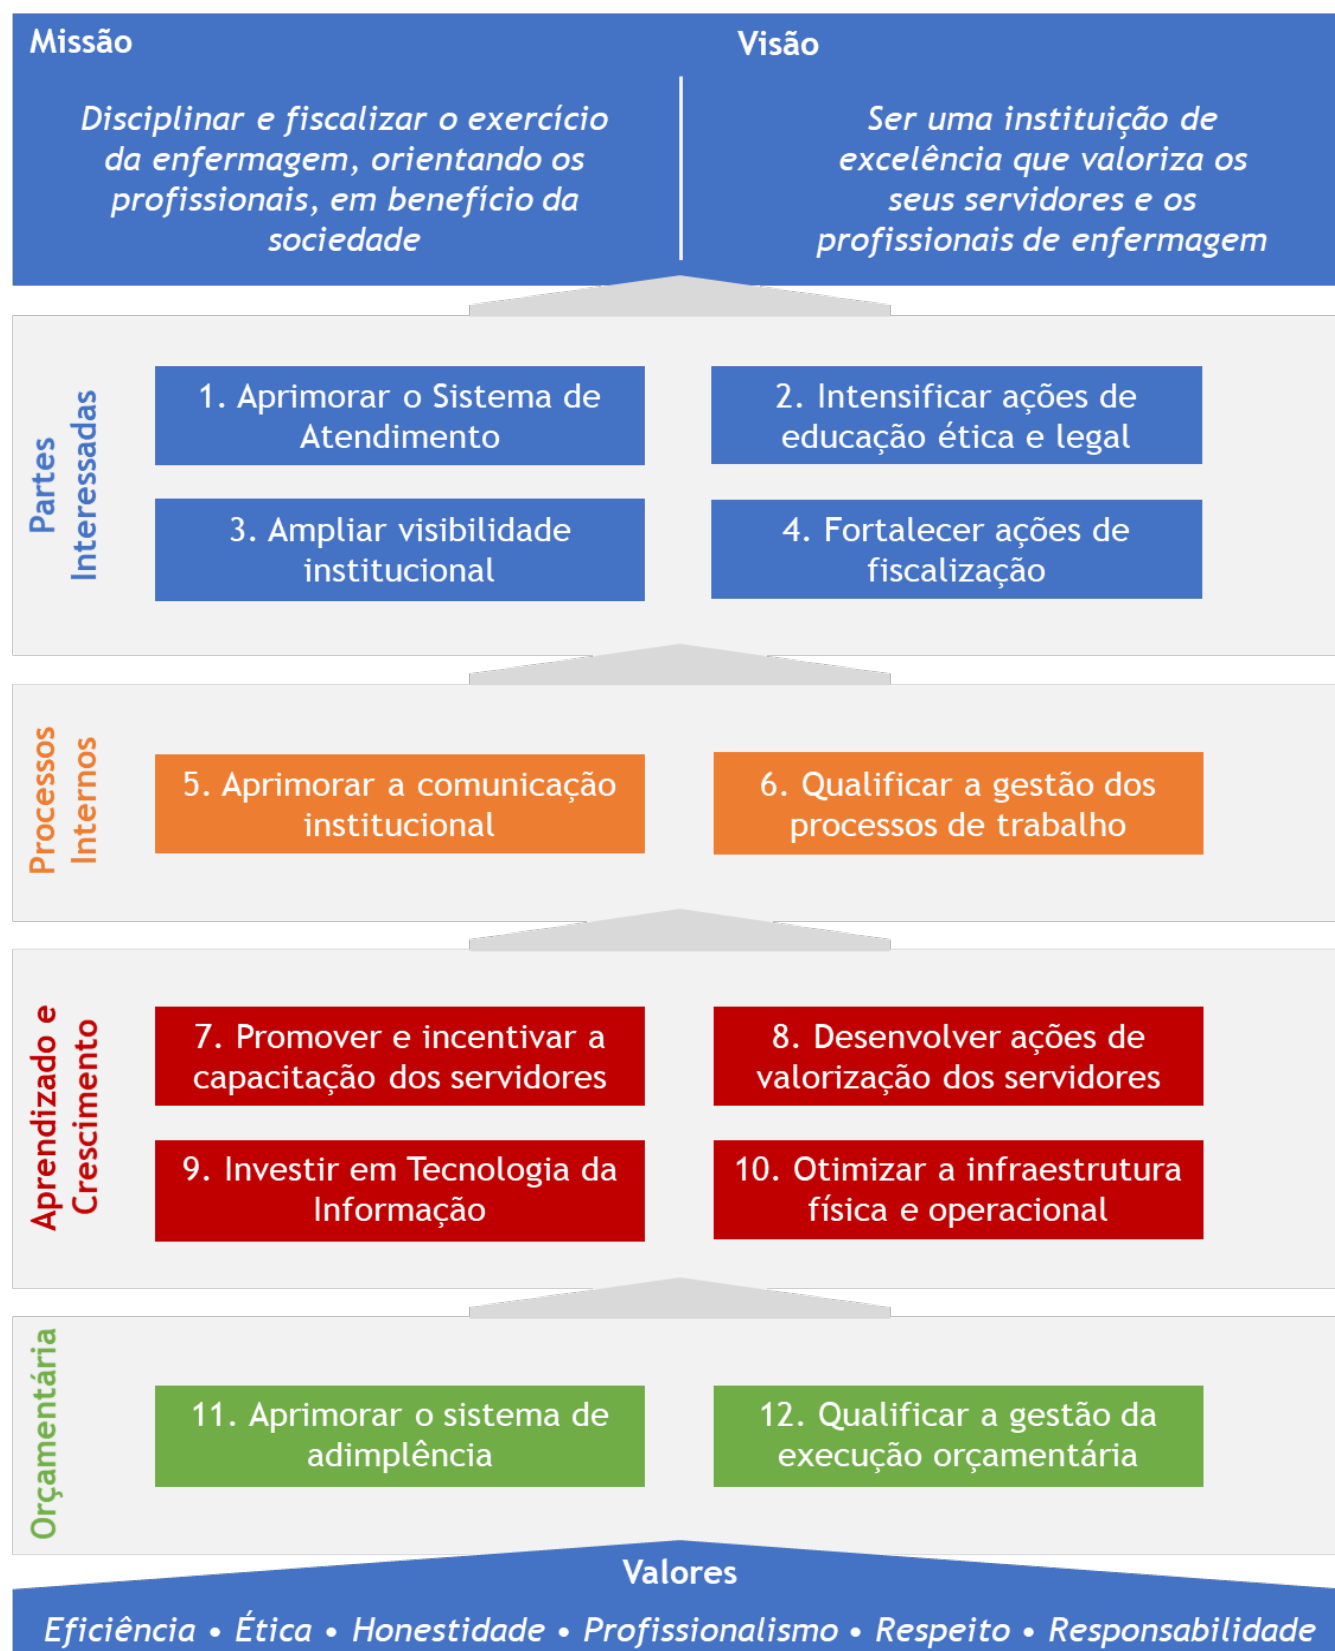 Missão
Disciplinar e fiscalizar o exercício
da enfermagem, orientando os
profissionais, em benefício da
sociedade
Visão
Ser uma instituição de
excelência que valoriza os
seus servidores e os
profissionais de enfermagem
Partes
Interessadas
1. Aprimorar o Sistema de
Atendimento
2. Intensificar ações de
educação ética e legal
3. Ampliar visibilidade
institucional
4. Fortalecer ações de
fiscalização
Processos
Internos
5. Aprimorar a comunicação
institucional
6. Qualificar a gestão dos
processos de trabalho
Aprendizado e
Crescimento
7. Promover e incentivar a
capacitação dos servidores
8. Desenvolver ações de
valorização dos servidores
9. Investir em Tecnologia da
Informação
10. Otimizar a infraestrutura
física e operacional
Orçamentária
11. Aprimorar o sistema de
adimplência
12. Qualificar a gestão da
execução orçamentária
Valores
Eficiência • Ética • Honestidade • Profissionalismo • Respeito • Responsabilidade